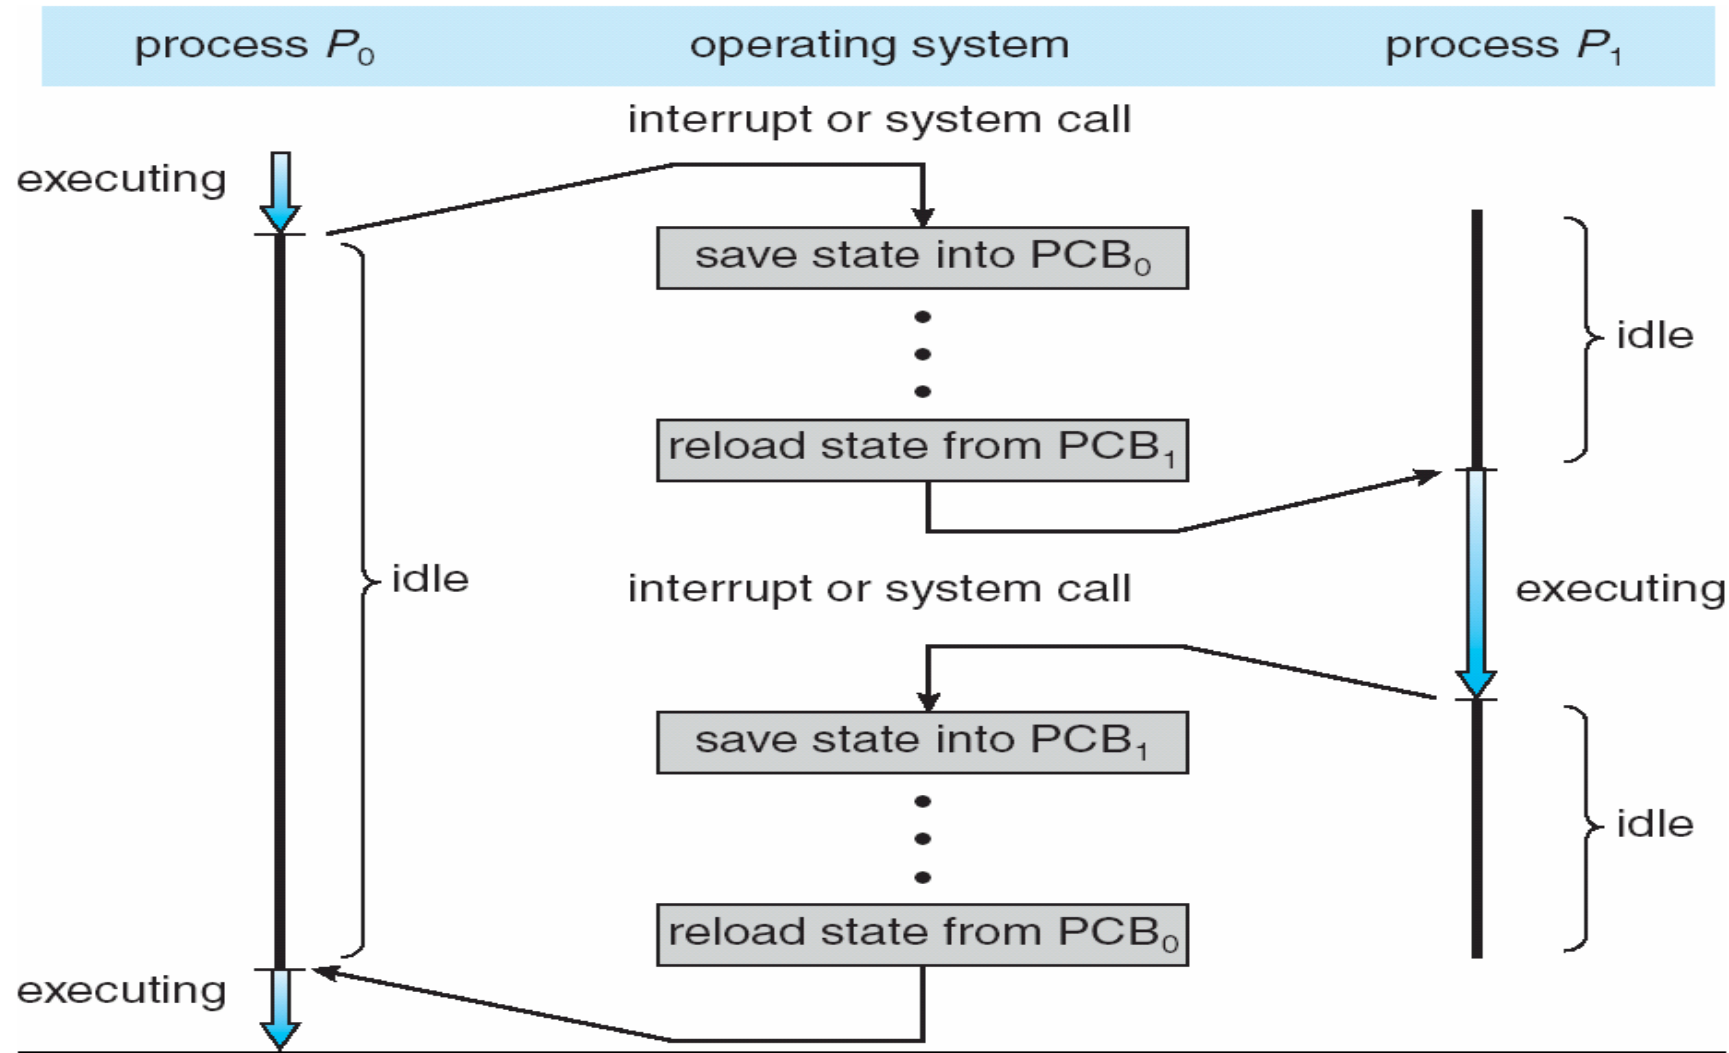 process P₀
operating system
process P₁
interrupt or system call
executing
save state into PCB₀
idle
reload state from PCB₁
idle
interrupt or system call
executing
save state into PCB₁
idle
reload state from PCB₀
executing